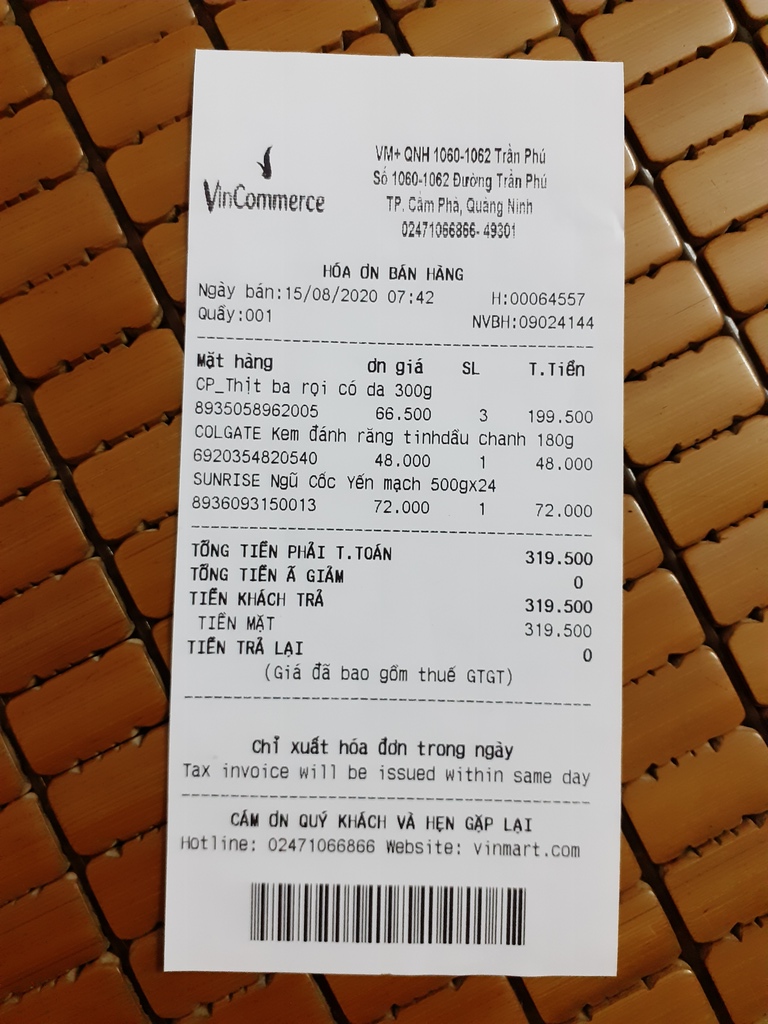 VinCommerce
VM+ QNH 1060-1062 Trần Phú
Số 1060-1062 Đường Trần Phú
TP. Cẩm Phả, Quảng Ninh
02471066866- 49301
HÓA ƠN BÁN HÀNG
Ngày bán:15/08/2020 07:42 H:00064557
Quầy:001 NVBH:09024144
Mặt hàng ơn giá SL T.Tiền
CP_Thịt ba rọi có da 300g
8935058962005 66.500 3 199.500
COLGATE Kem đánh răng tinhdầu chanh 180g
6920354820540 48.000 1 48.000
SUNRISE Ngũ Cốc Yến mạch 500gx24
8936093150013 72.000 1 72.000
TỔNG TIỀN PHẢI T.TOÁN 319.500
TỔNG TIỀN Ã GIẢM 0
TIỀN KHÁCH TRẢ 319.500
TIỀN MẶT 319.500
TIỀN TRẢ LẠI 0
(Giá đã bao gồm thuế GTGT)
Chỉ xuất hóa đơn trong ngày
Tax invoice will be issued within same day
CẢM ƠN QUÝ KHÁCH VÀ HẸN GẶP LẠI
Hotline: 02471066866 Website: vinmart.com